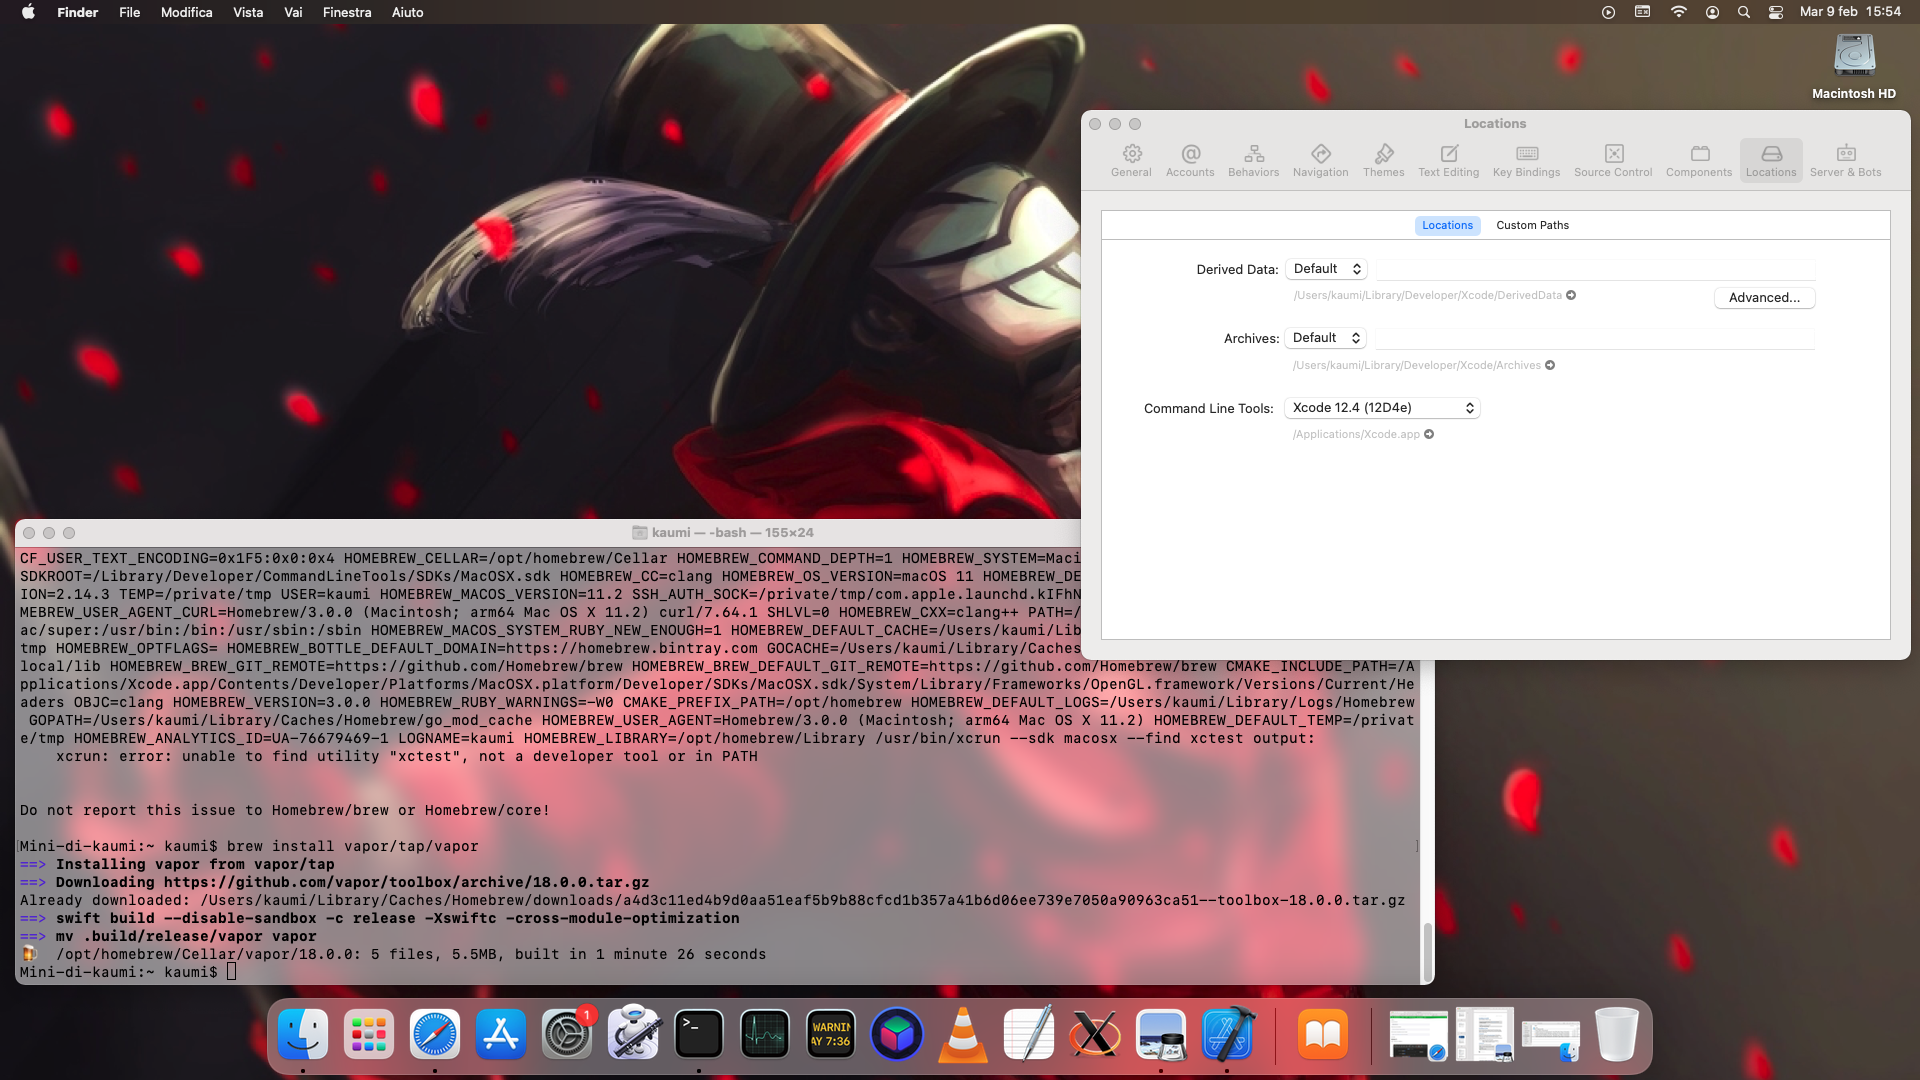 Finder File Modifica Vista Vai Finestra Aiuto
Mar 9 feb 15:54
Macintosh HD
Locations
General Accounts Behaviors Navigation Themes Text Editing Key Bindings Source Control Components Locations Server & Bots
Locations Custom Paths
Derived Data: Default
/Users/kaumi/Library/Developer/Xcode/DerivedData
Advanced...
Archives: Default
/Users/kaumi/Library/Developer/Xcode/Archives
Command Line Tools: Xcode 12.4 (12D4e)
/Applications/Xcode.app
kaumi — -bash — 155×24
CF_USER_TEXT_ENCODING=0x1F5:0x0:0x4 HOMEBREW_CELLAR=/opt/homebrew/Cellar HOMEBREW_COMMAND_DEPTH=1 HOMEBREW_SYSTEM=Maci
SDKROOT=/Library/Developer/CommandLineTools/SDKs/MacOSX.sdk HOMEBREW_CC=clang HOMEBREW_OS_VERSION=macOS 11 HOMEBREW_DE
ION=2.14.3 TEMP=/private/tmp USER=kaumi HOMEBREW_MACOS_VERSION=11.2 SSH_AUTH_SOCK=/private/tmp/com.apple.launchd.kIFhN
MEBREW_USER_AGENT_CURL=Homebrew/3.0.0 (Macintosh; arm64 Mac OS X 11.2) curl/7.64.1 SHLVL=0 HOMEBREW_CXX=clang++ PATH=/
ac/super:/usr/bin:/bin:/usr/sbin:/sbin HOMEBREW_MACOS_SYSTEM_RUBY_NEW_ENOUGH=1 HOMEBREW_DEFAULT_CACHE=/Users/kaumi/Lib
tmp HOMEBREW_OPTFLAGS= HOMEBREW_BOTTLE_DEFAULT_DOMAIN=https://homebrew.bintray.com GOCACHE=/Users/kaumi/Library/Caches
local/lib HOMEBREW_BREW_GIT_REMOTE=https://github.com/Homebrew/brew HOMEBREW_BREW_DEFAULT_GIT_REMOTE=https://github.com/Homebrew/brew CMAKE_INCLUDE_PATH=/A
pplications/Xcode.app/Contents/Developer/Platforms/MacOSX.platform/Developer/SDKs/MacOSX.sdk/System/Library/Frameworks/OpenGL.framework/Versions/Current/He
aders OBJC=clang HOMEBREW_VERSION=3.0.0 HOMEBREW_RUBY_WARNINGS=-W0 CMAKE_PREFIX_PATH=/opt/homebrew HOMEBREW_DEFAULT_LOGS=/Users/kaumi/Library/Logs/Homebrew
GOPATH=/Users/kaumi/Library/Caches/Homebrew/go_mod_cache HOMEBREW_USER_AGENT=Homebrew/3.0.0 (Macintosh; arm64 Mac OS X 11.2) HOMEBREW_DEFAULT_TEMP=/privat
e/tmp HOMEBREW_ANALYTICS_ID=UA-76679469-1 LOGNAME=kaumi HOMEBREW_LIBRARY=/opt/homebrew/Library /usr/bin/xcrun --sdk macosx --find xctest output:
xcrun: error: unable to find utility "xctest", not a developer tool or in PATH
Do not report this issue to Homebrew/brew or Homebrew/core!
[Mini-di-kaumi:~ kaumi$ brew install vapor/tap/vapor ]
==> Installing vapor from vapor/tap
==> Downloading https://github.com/vapor/toolbox/archive/18.0.0.tar.gz
Already downloaded: /Users/kaumi/Library/Caches/Homebrew/downloads/a4d3c11ed4b9d0aa51eaf5b9b88cfcd1b357a41b6d06ee739e7050a90963ca51--toolbox-18.0.0.tar.gz
==> swift build --disable-sandbox -c release -Xswiftc -cross-module-optimization
==> mv .build/release/vapor vapor
🍺 /opt/homebrew/Cellar/vapor/18.0.0: 5 files, 5.5MB, built in 1 minute 26 seconds
Mini-di-kaumi:~ kaumi$
1
>_
WARNIN
AY 7:36